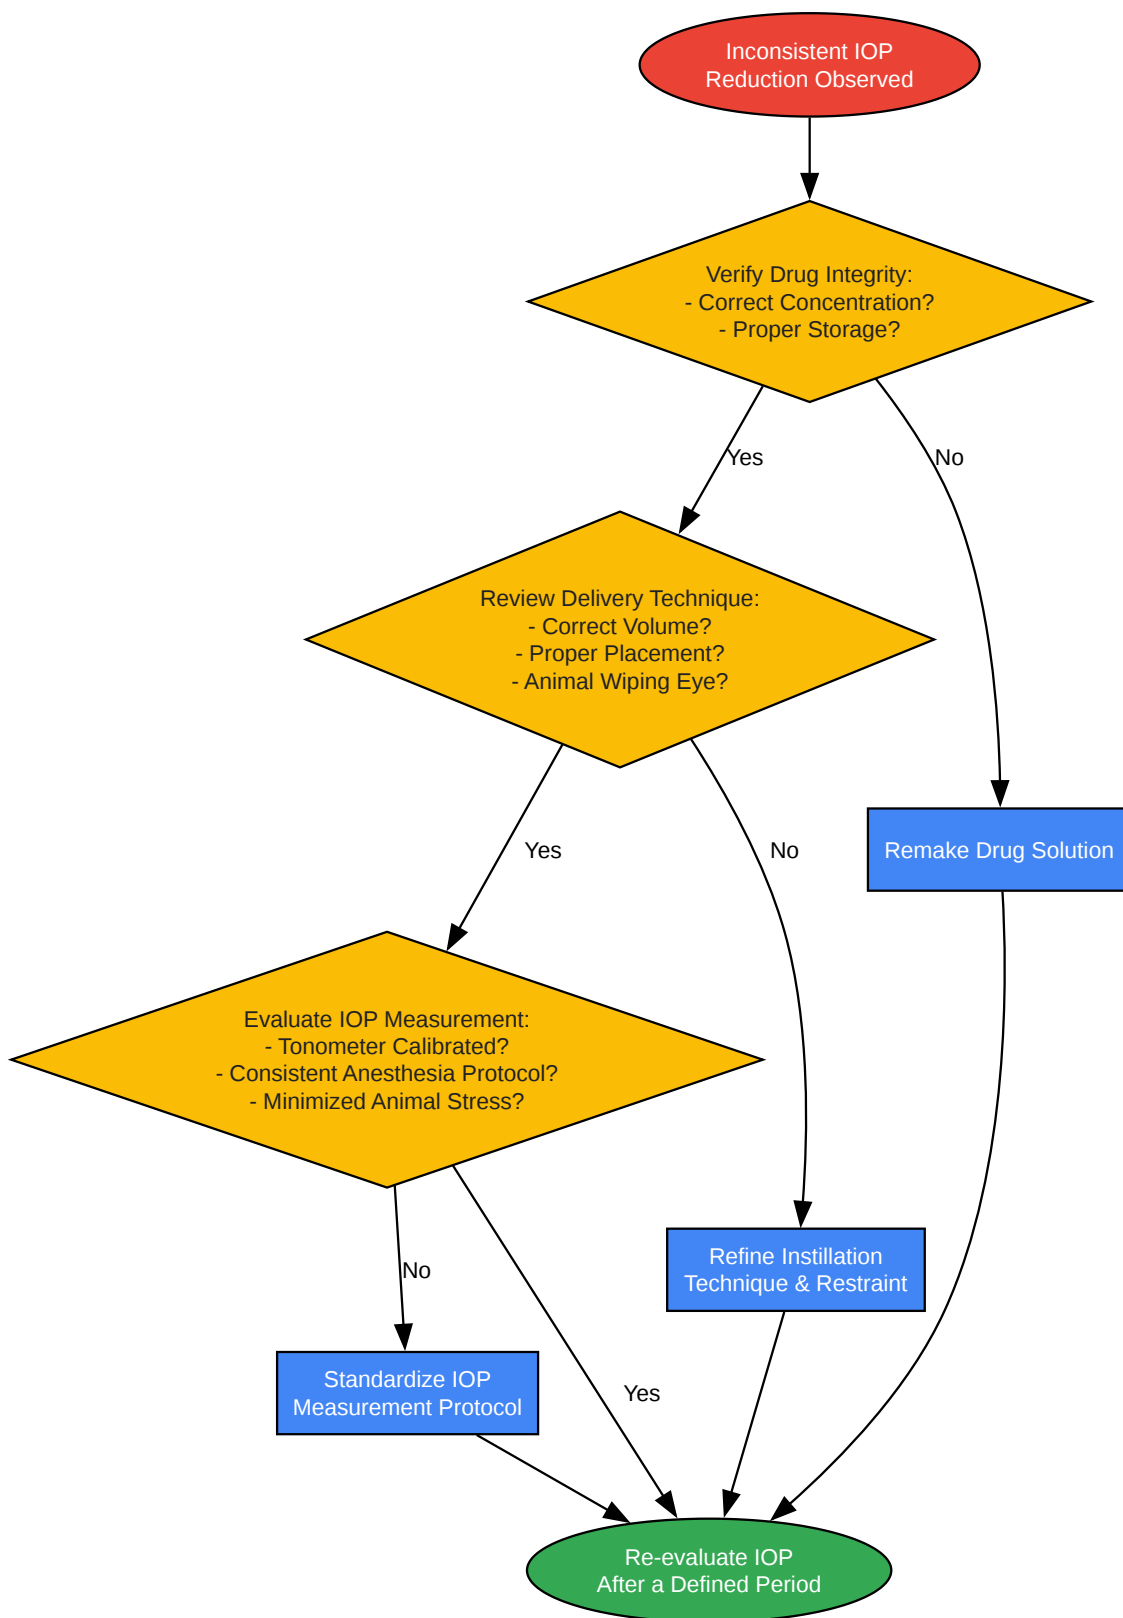 Inconsistent IOP
Reduction Observed
Verify Drug Integrity:
- Correct Concentration?
- Proper Storage?
Yes
No
Review Delivery Technique:
- Correct Volume?
- Proper Placement?
- Animal Wiping Eye?
Yes
No
Remake Drug Solution
Evaluate IOP Measurement:
- Tonometer Calibrated?
- Consistent Anesthesia Protocol?
- Minimized Animal Stress?
No
Refine Instillation
Technique & Restraint
Standardize IOP
Measurement Protocol
Yes
Re-evaluate IOP
After a Defined Period